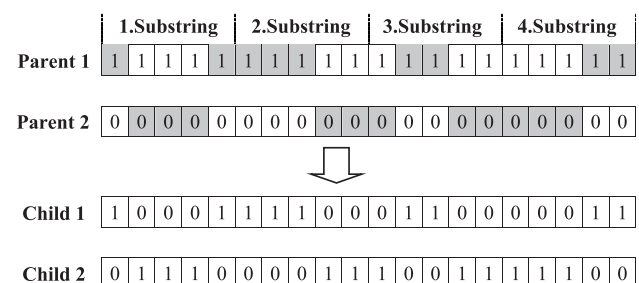 1.Substring 2.Substring 3.Substring 4.Substring
Parent 1 1 1 1 1 1 1 1 1 1 1 1 1 1 1 1 1 1 1 1 1
Parent 2 0 0 0 0 0 0 0 0 0 0 0 0 0 0 0 0 0 0 0 0
Child 1 1 0 0 0 1 1 1 1 0 0 0 1 1 0 0 0 0 0 1 1
Child 2 0 1 1 1 0 0 0 0 1 1 1 0 0 1 1 1 1 1 0 0